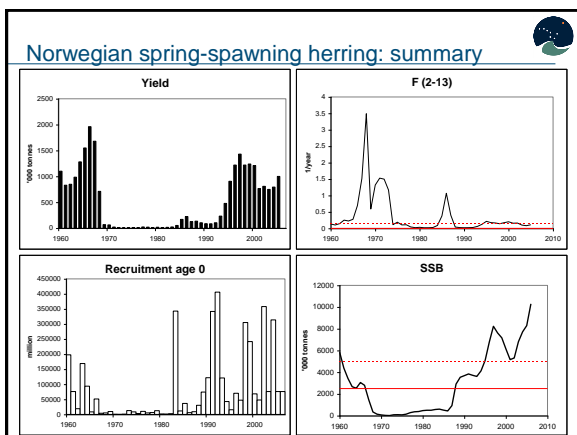 Norwegian spring-spawning herring: summary
Yield
2500
2000
1500
1000
500
0
'000 tonnes
1960 1970 1980 1990 2000
F (2-13)
4
3.5
3
2.5
2
1.5
1
0.5
0
1/year
1960 1970 1980 1990 2000 2010
Recruitment age 0
450000
400000
350000
300000
250000
200000
150000
100000
50000
0
million
1960 1970 1980 1990 2000
SSB
12000
10000
8000
6000
4000
2000
0
'000 tonnes
1960 1970 1980 1990 2000 2010